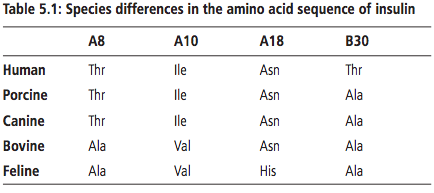 Table 5.1: Species differences in the amino acid sequence of insulin
A8 A10 A18 B30
Human Thr Ile Asn Thr
Porcine Thr Ile Asn Ala
Canine Thr Ile Asn Ala
Bovine Ala Val Asn Ala
Feline Ala Val His Ala